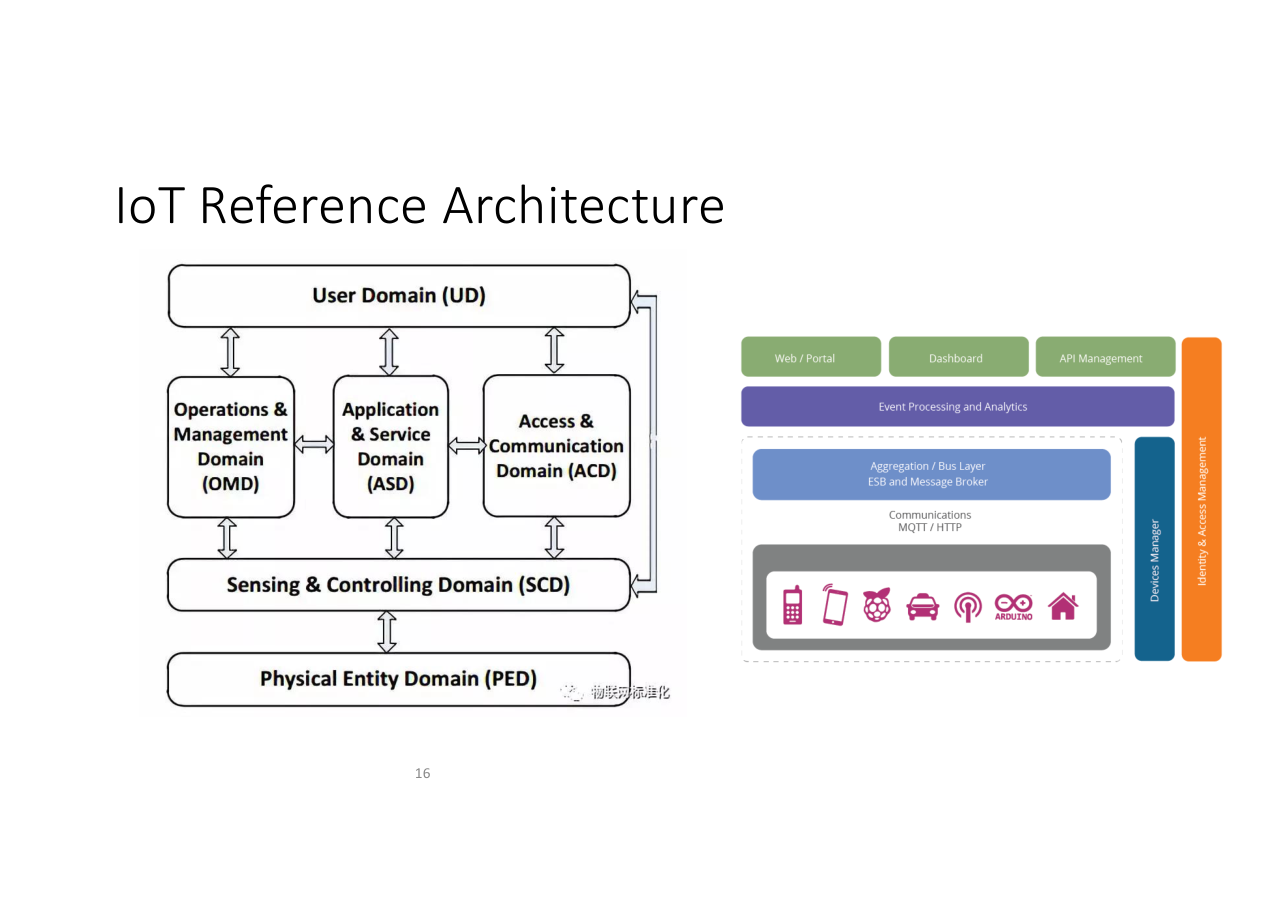 IoT Reference Architecture
User Domain (UD)
Operations &
Management
Domain
(OMD)
Application
& Service
Domain
(ASD)
Access &
Communication
Domain (ACD)
Sensing & Controlling Domain (SCD)
Physical Entity Domain (PED)
物联网标准化
Web / Portal
Dashboard
API Management
Event Processing and Analytics
Aggregation / Bus Layer
ESB and Message Broker
Communications
MQTT / HTTP
ARDUINO
Devices Manager
Identity & Access Management
16